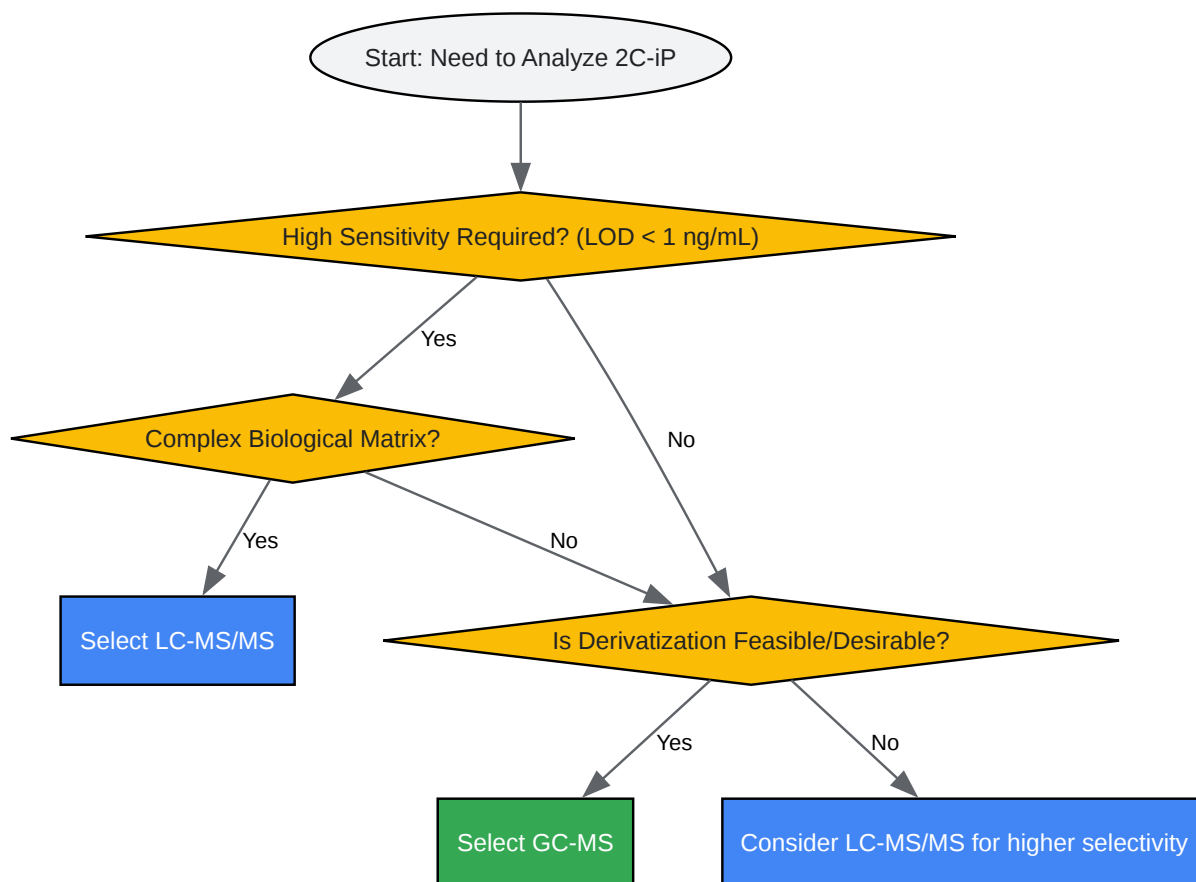 Start: Need to Analyze 2C-iP
High Sensitivity Required? (LOD < 1 ng/mL)
Yes
No
Complex Biological Matrix?
Yes
No
Select LC-MS/MS
Is Derivatization Feasible/Desirable?
Yes
No
Select GC-MS
Consider LC-MS/MS for higher selectivity